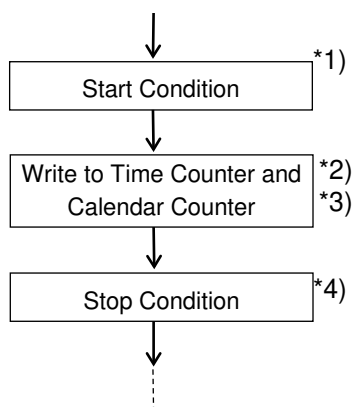 *1)
Start Condition
Write to Time Counter and *2)
Calendar Counter *3)
Stop Condition *4)